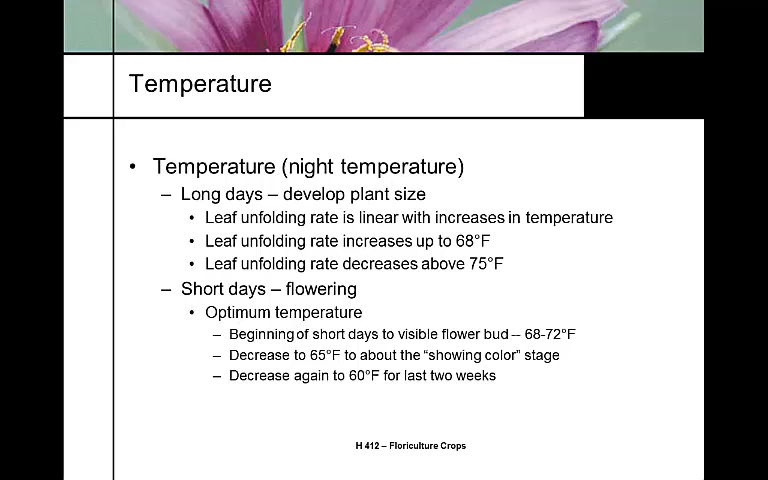 Temperature
• Temperature (night temperature)
– Long days – develop plant size
• Leaf unfolding rate is linear with increases in temperature
• Leaf unfolding rate increases up to 68°F
• Leaf unfolding rate decreases above 75°F
– Short days – flowering
• Optimum temperature
– Beginning of short days to visible flower bud – 68-72°F
– Decrease to 65°F to about the “showing color” stage
– Decrease again to 60°F for last two weeks
H 412 – Floriculture Crops